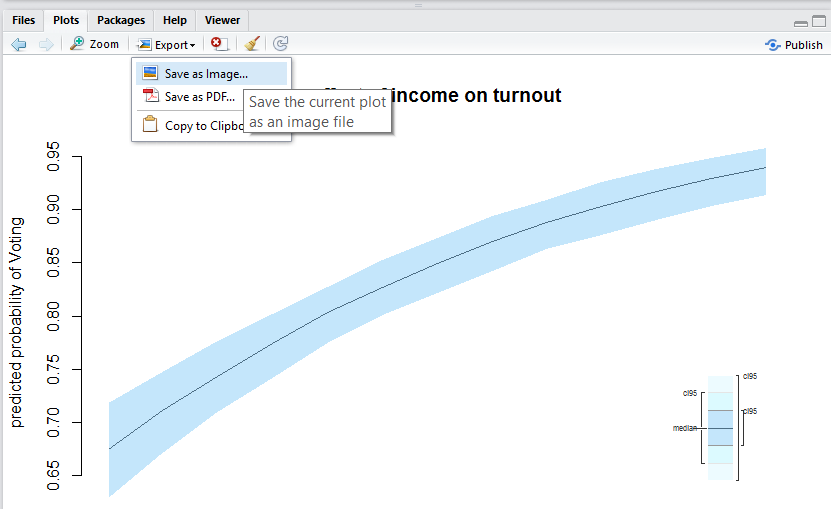 Files Plots Packages Help Viewer
Zoom Export Publish
Save as Image...
Save as PDF...
Copy to Clipbo
Save the current plot
as an image file
income on turnout
predicted probability of Voting
0.95
0.90
0.85
0.80
0.75
0.70
0.65
ci95
ci95
ci95
median